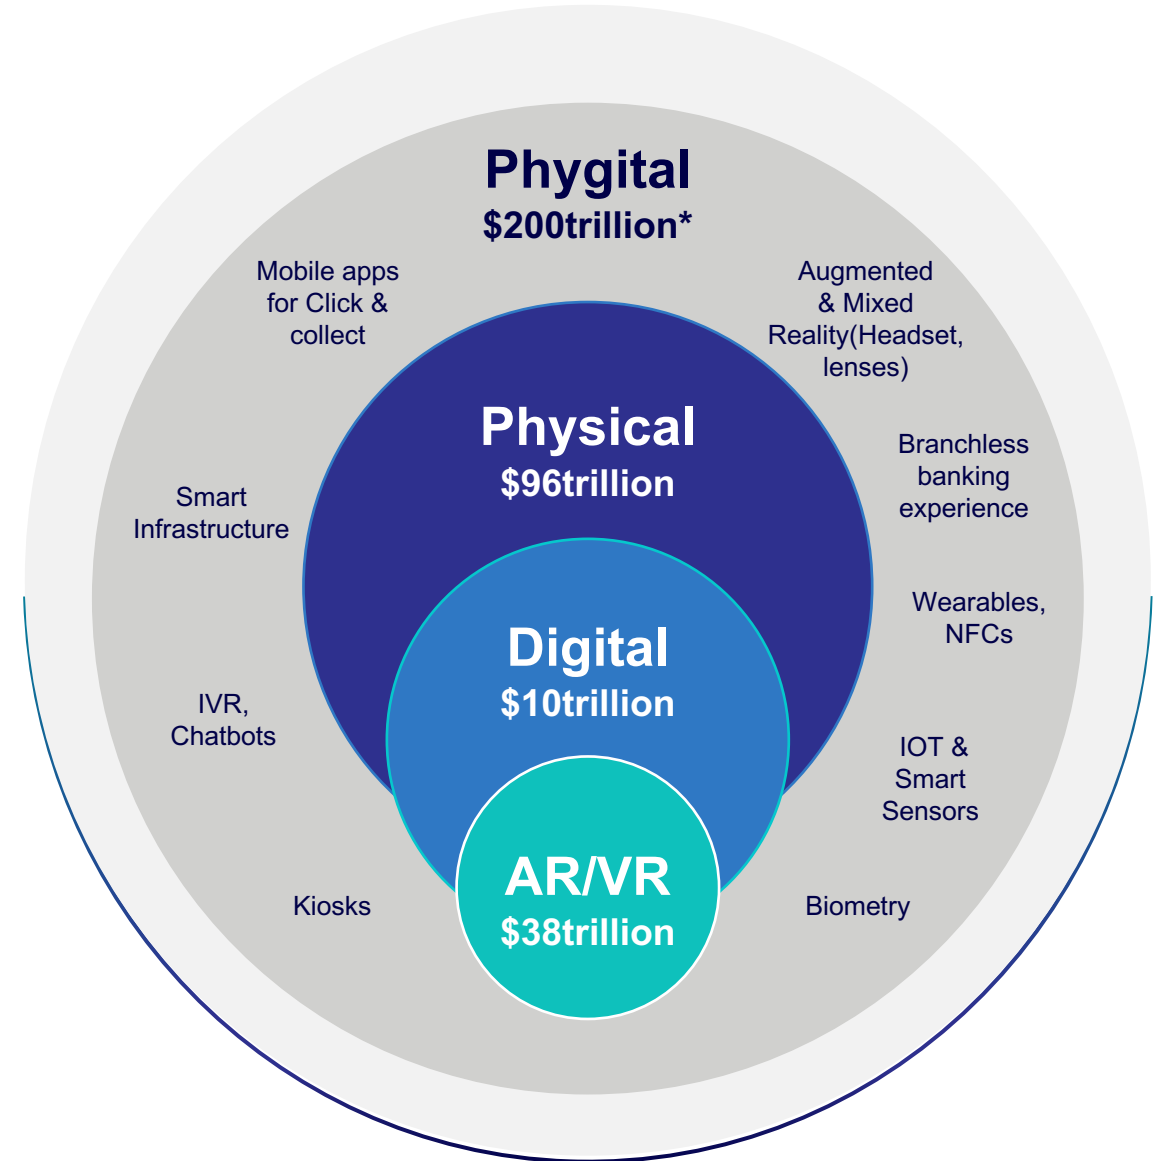 Phygital
$200trillion*
Mobile apps
for Click &
collect
Augmented
& Mixed
Reality(Headset,
lenses)
Physical
$96trillion
Branchless
banking
experience
Smart
Infrastructure
Wearables,
NFCs
Digital
$10trillion
IVR,
Chatbots
IOT &
Smart
Sensors
AR/VR
$38trillion
Kiosks
Biometry